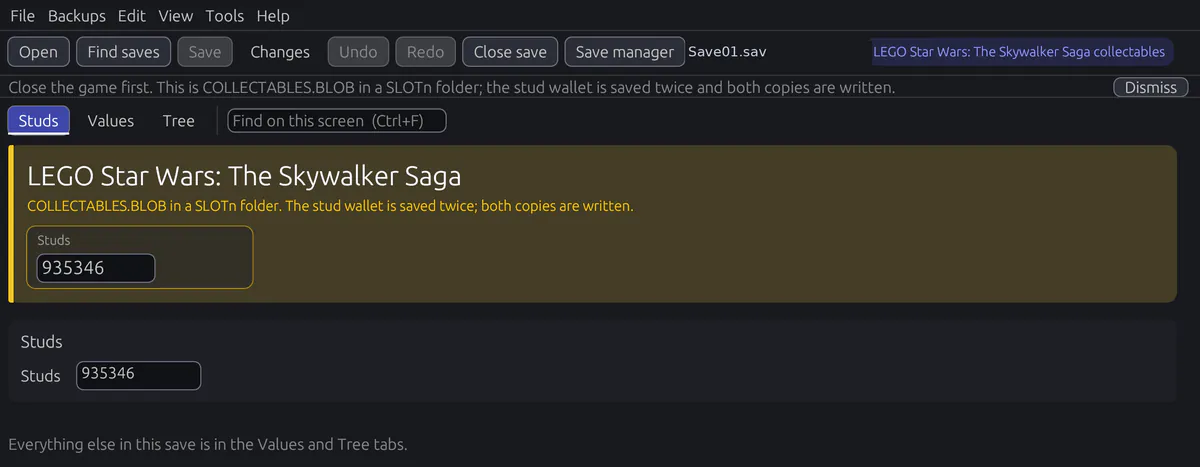 File Backups Edit View Tools Help
Open Find saves Save Changes Undo Redo Close save Save manager Save01.sav LEGO Star Wars: The Skywalker Saga collectables
Close the game first. This is COLLECTABLES.BLOB in a SLOTn folder; the stud wallet is saved twice and both copies are written. Dismiss
Studs Values Tree Find on this screen (Ctrl+F)
LEGO Star Wars: The Skywalker Saga
COLLECTABLES.BLOB in a SLOTn folder. The stud wallet is saved twice; both copies are written.
Studs
935346
Studs
Studs 935346
Everything else in this save is in the Values and Tree tabs.